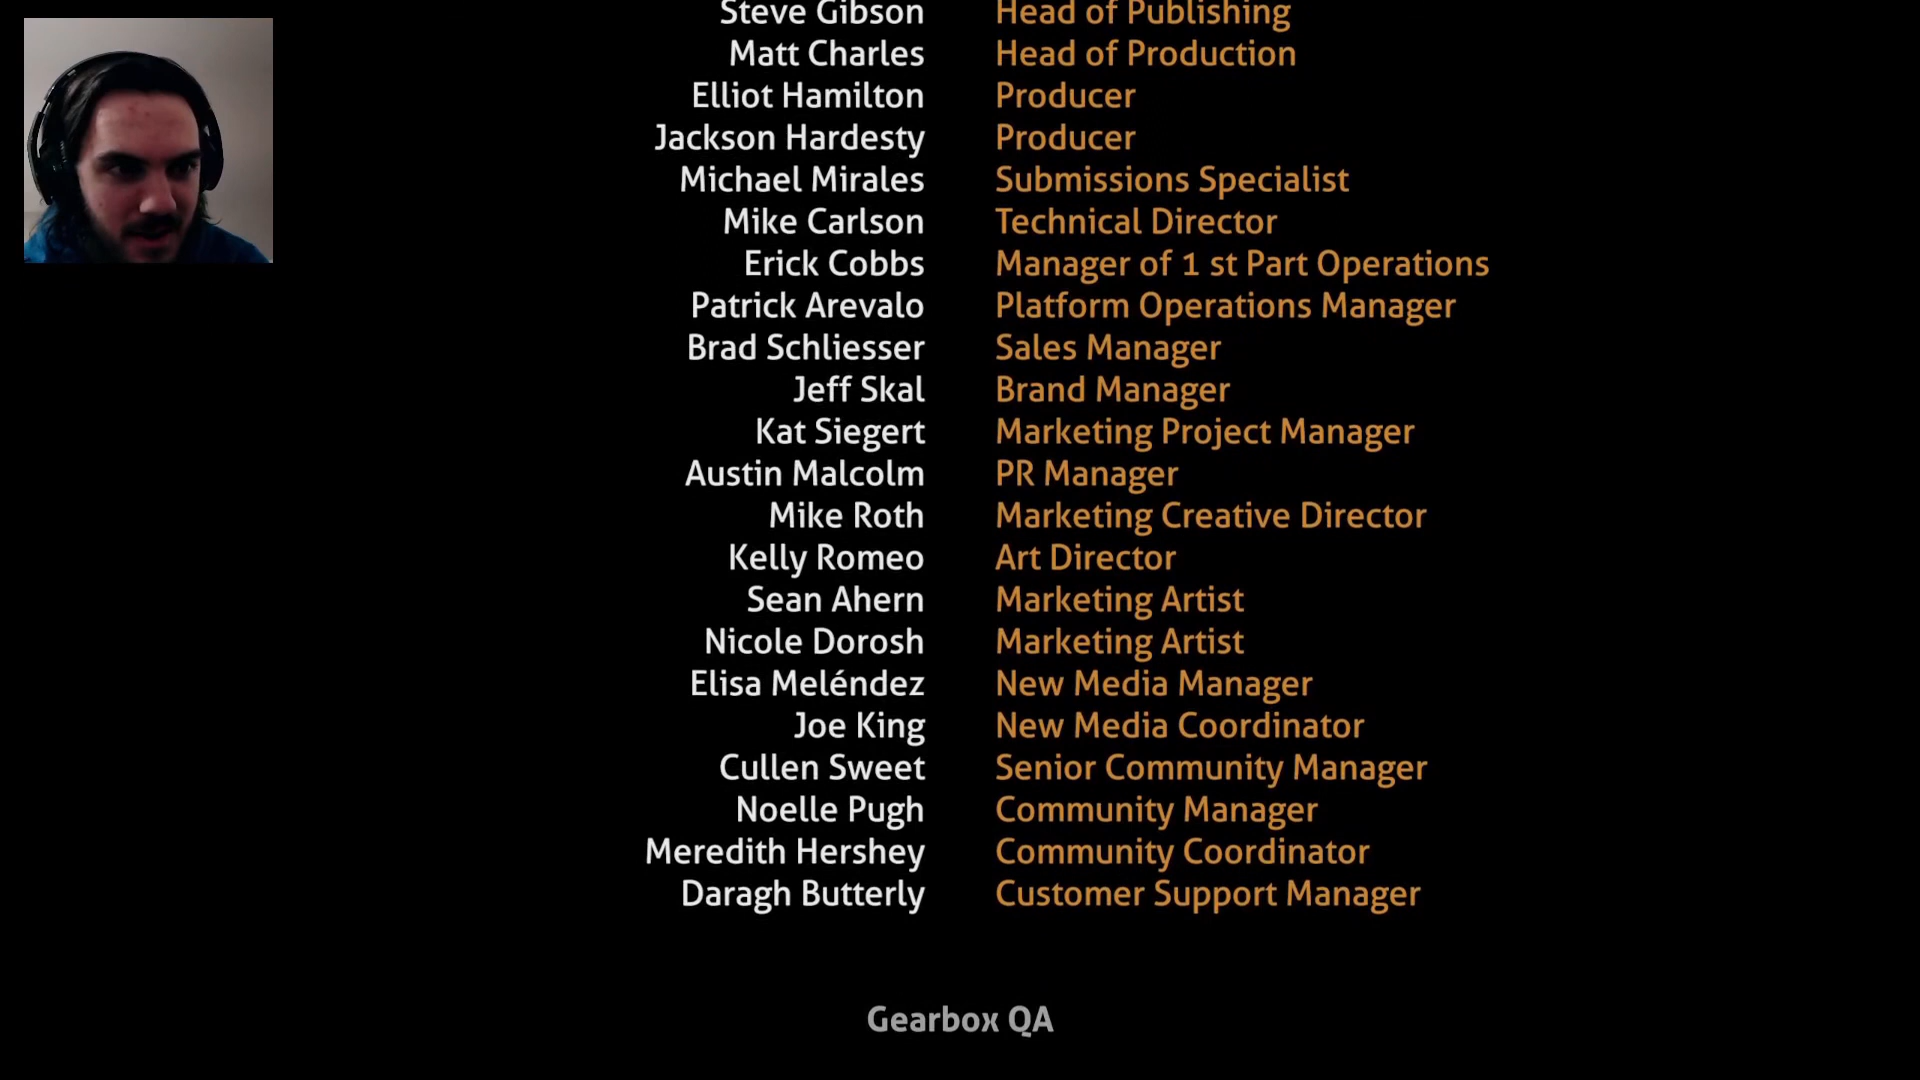 Steve Gibson Head of Publishing
Matt Charles Head of Production
Elliot Hamilton Producer
Jackson Hardesty Producer
Michael Mirales Submissions Specialist
Mike Carlson Technical Director
Erick Cobbs Manager of 1 st Part Operations
Patrick Arevalo Platform Operations Manager
Brad Schliesser Sales Manager
Jeff Skal Brand Manager
Kat Siegert Marketing Project Manager
Austin Malcolm PR Manager
Mike Roth Marketing Creative Director
Kelly Romeo Art Director
Sean Ahern Marketing Artist
Nicole Dorosh Marketing Artist
Elisa Meléndez New Media Manager
Joe King New Media Coordinator
Cullen Sweet Senior Community Manager
Noelle Pugh Community Manager
Meredith Hershey Community Coordinator
Daragh Butterly Customer Support Manager
Gearbox QA